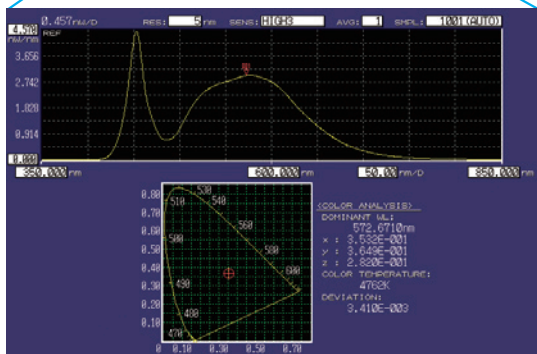 0.457nW/D RES: 5 nm SENS: HIGH3 AVG: 1 SMPL: 1001(AUTO)
4.570
nW/nm
REF
3.656
2.742
1.828
0.914
0.000
350.000 nm 600.000 nm 50.00 nm/D 850.000 nm
0.80
530
510
540
0.70
560
0.60
500
0.50
580
0.40
600
0.30
490
0.20
480
0.10
470
0 0.10 0.30 0.50 0.70
<COLOR ANALYSIS>
DOMINANT WL:
572.6710nm
x : 3.532E-001
y : 3.649E-001
z : 2.820E-001
COLOR TEMPERATURE:
4762K
DEVIATION:
3.410E-003